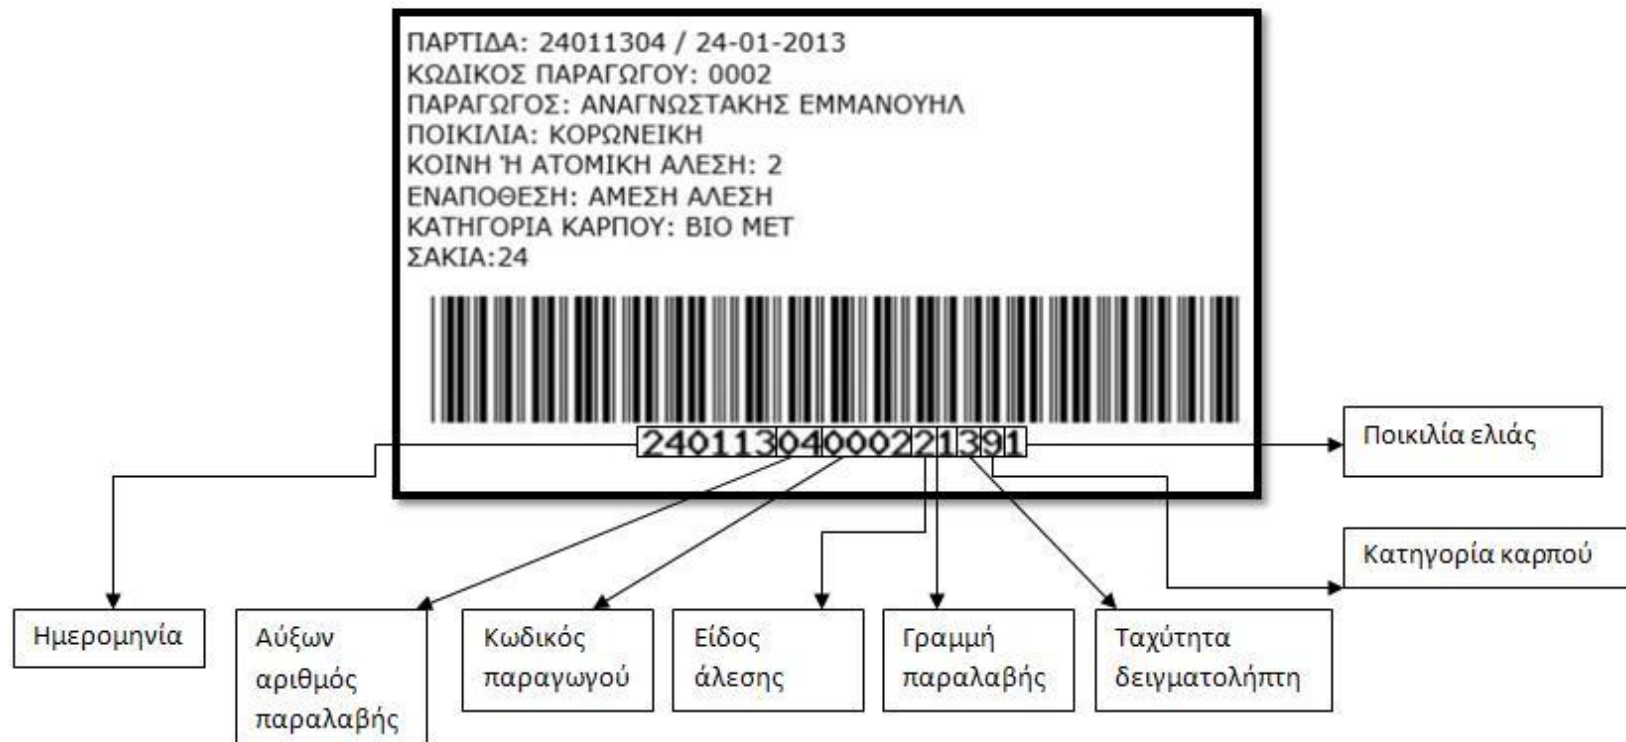 ΠΑΡΤΙΔΑ: 24011304 / 24-01-2013
ΚΩΔΙΚΟΣ ΠΑΡΑΓΩΓΟΥ: 0002
ΠΑΡΑΓΩΓΟΣ: ΑΝΑΓΝΩΣΤΑΚΗΣ ΕΜΜΑΝΟΥΗΛ
ΠΟΙΚΙΛΙΑ: ΚΟΡΩΝΕΙΚΗ
ΚΟΙΝΗ Ή ΑΤΟΜΙΚΗ ΑΛΕΣΗ: 2
ΕΝΑΠΟΘΕΣΗ: ΑΜΕΣΗ ΑΛΕΣΗ
ΚΑΤΗΓΟΡΙΑ ΚΑΡΠΟΥ: ΒΙΟ ΜΕΤ
ΣΑΚΙΑ:24
24011304000221391
Ποικιλία ελιάς
Κατηγορία καρπού
Ημερομηνία
Αύξων
αριθμός
παραλαβής
Κωδικός
παραγωγού
Είδος
άλεσης
Γραμμή
παραλαβής
Ταχύτητα
δειγματολήπτη